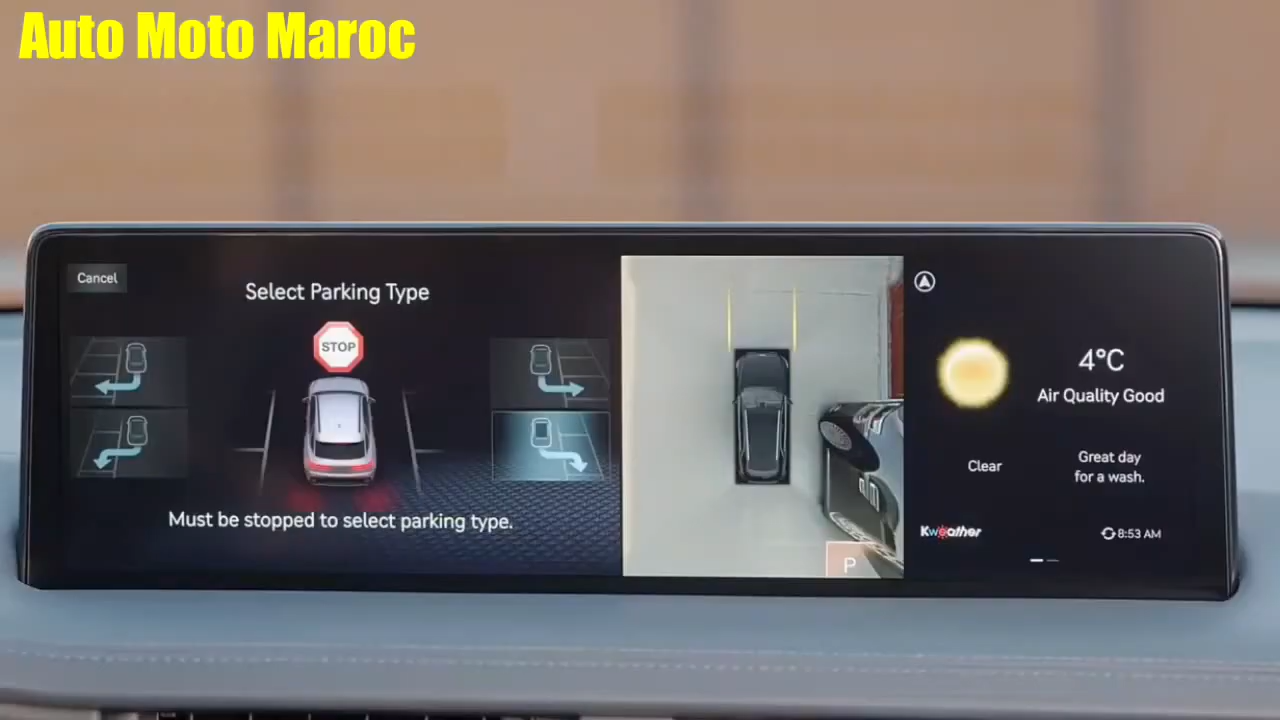 Auto Moto Maroc
Cancel
Select Parking Type
STOP
Must be stopped to select parking type.
P
4°C
Air Quality Good
Clear
Great day
for a wash.
Kweather
8:53 AM